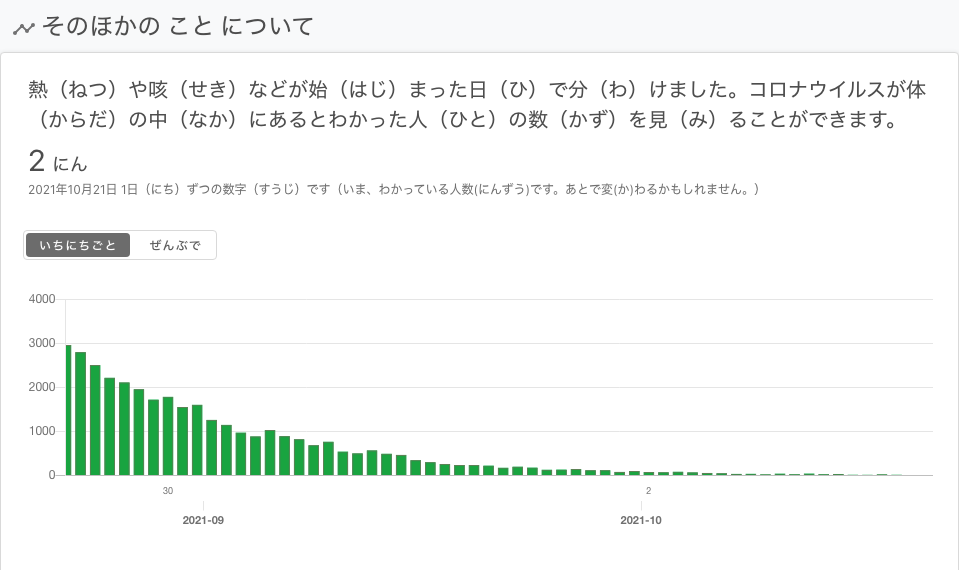 そのほかの こと について
熱（ねつ）や咳（せき）などが始（はじ）まった日（ひ）で分（わ）けました。コロナウイルスが体
（からだ）の中（なか）にあるとわかった人（ひと）の数（かず）を見（み）ることができます。
2 にん
2021年10月21日 1日（にち）ずつの数字（すうじ）です（いま、わかっている人数(にんずう)です。あとで変(か)わるかもしれません。）
いちにちごと ぜんぶで
4000
3000
2000
1000
0
30 2
2021-09 2021-10